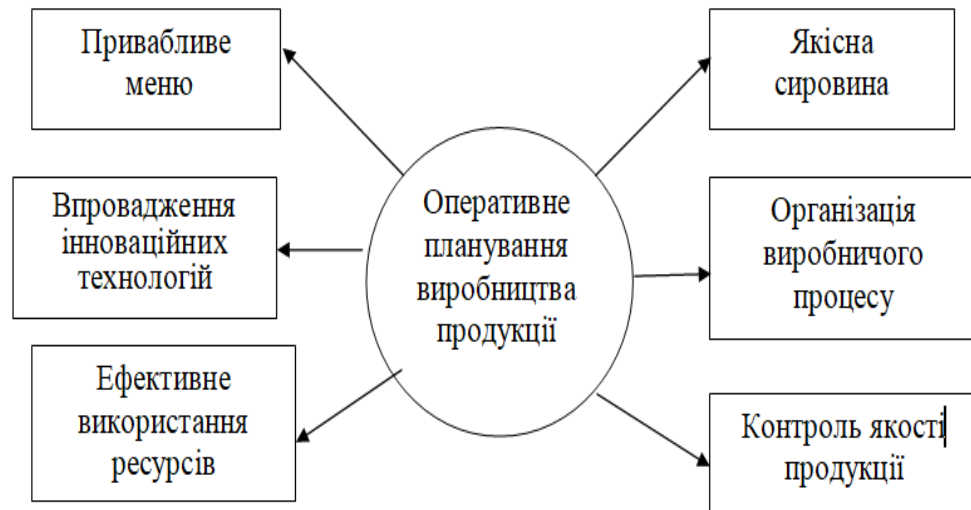 Привабливе
меню
Якісна
сировина
Впровадження
інноваційних
технологій
Оперативне
планування
виробництва
продукції
Організація
виробничого
процесу
Ефективне
використання
ресурсів
Контроль якості
продукції